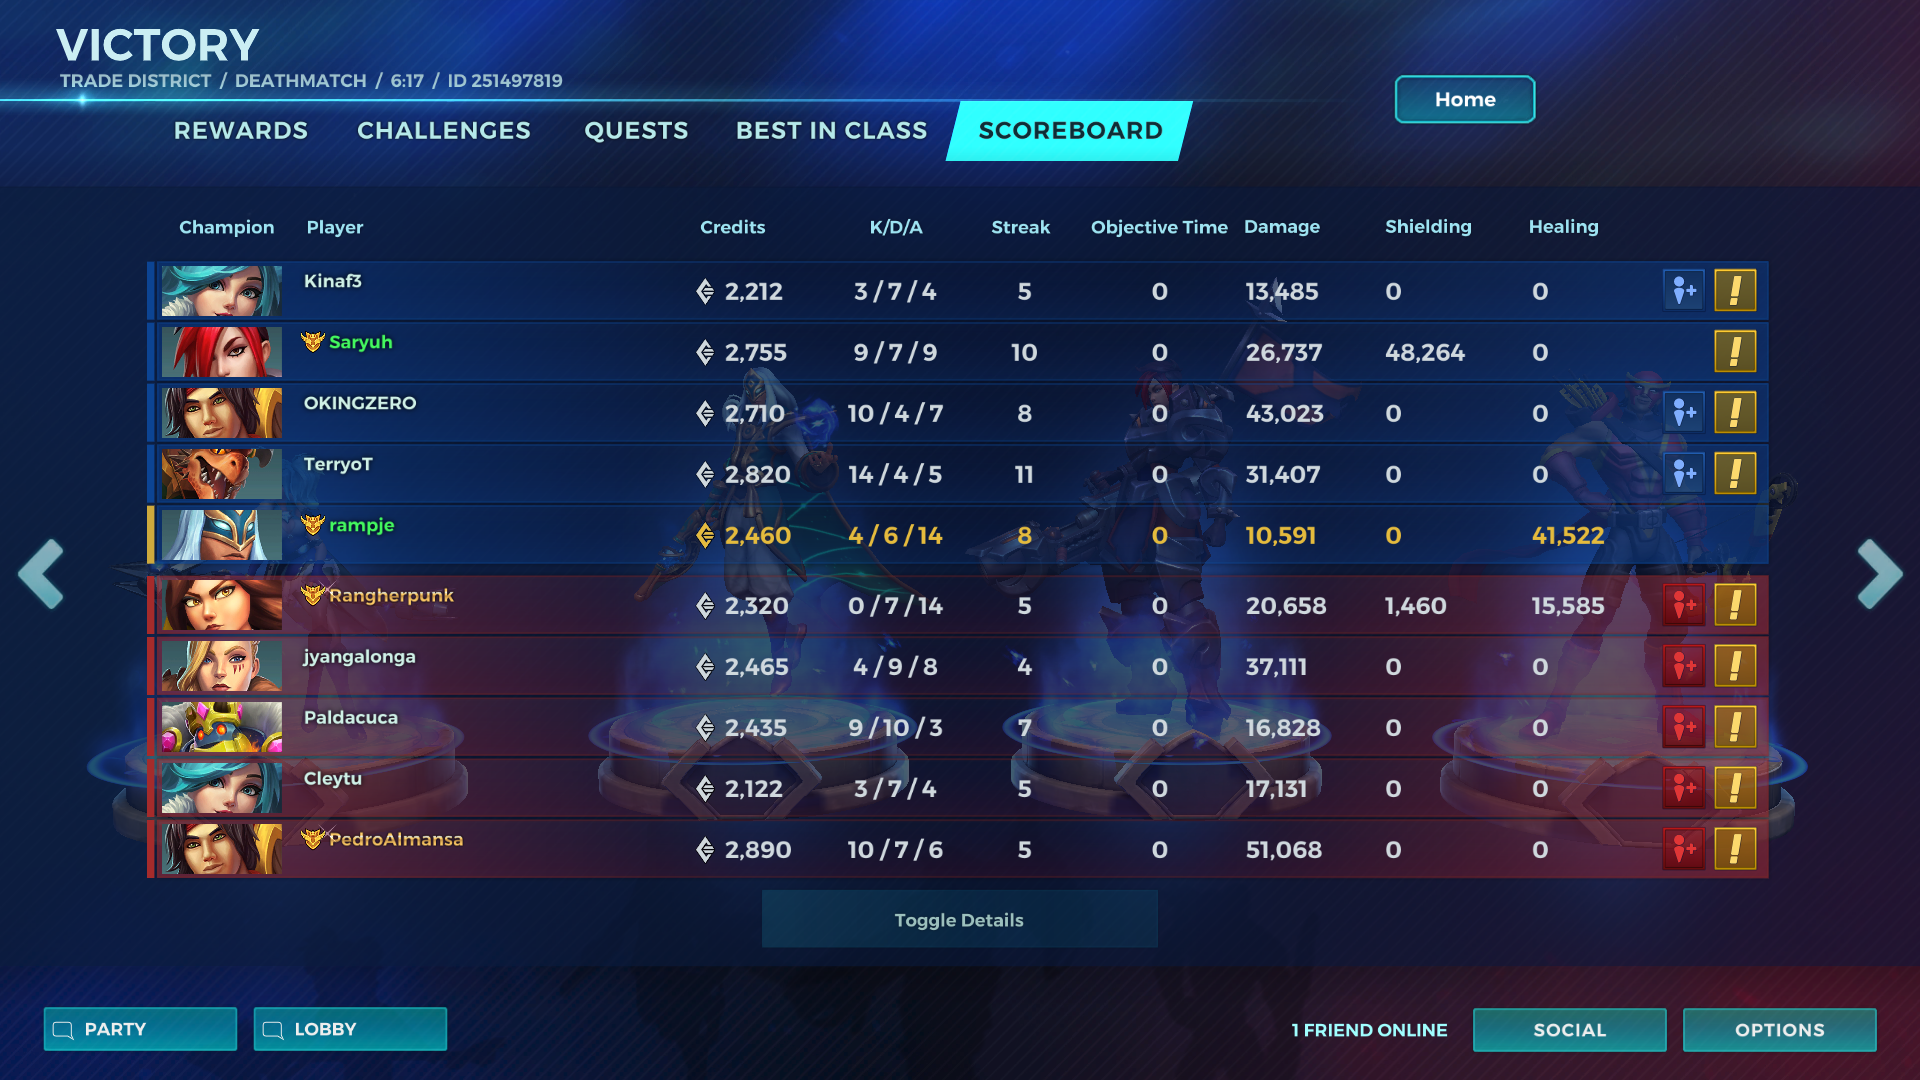 VICTORY
TRADE DISTRICT / DEATHMATCH / 6:17 / ID 251497819
Home
REWARDS CHALLENGES QUESTS BEST IN CLASS SCOREBOARD
Champion Player Credits K/D/A Streak Objective Time Damage Shielding Healing
Kinaf3 2,212 3 / 7 / 4 5 0 13,485 0 0
Saryuh 2,755 9 / 7 / 9 10 0 26,737 48,264 0
OKINGZERO 2,710 10 / 4 / 7 8 0 43,023 0 0
TerryoT 2,820 14 / 4 / 5 11 0 31,407 0 0
rampje 2,460 4 / 6 / 14 8 0 10,591 0 41,522
Rangherpunk 2,320 0 / 7 / 14 5 0 20,658 1,460 15,585
jyangalonga 2,465 4 / 9 / 8 4 0 37,111 0 0
Paldacuca 2,435 9 / 10 / 3 7 0 16,828 0 0
Cleytu 2,122 3 / 7 / 4 5 0 17,131 0 0
PedroAlmansa 2,890 10 / 7 / 6 5 0 51,068 0 0
Toggle Details
PARTY LOBBY 1 FRIEND ONLINE SOCIAL OPTIONS